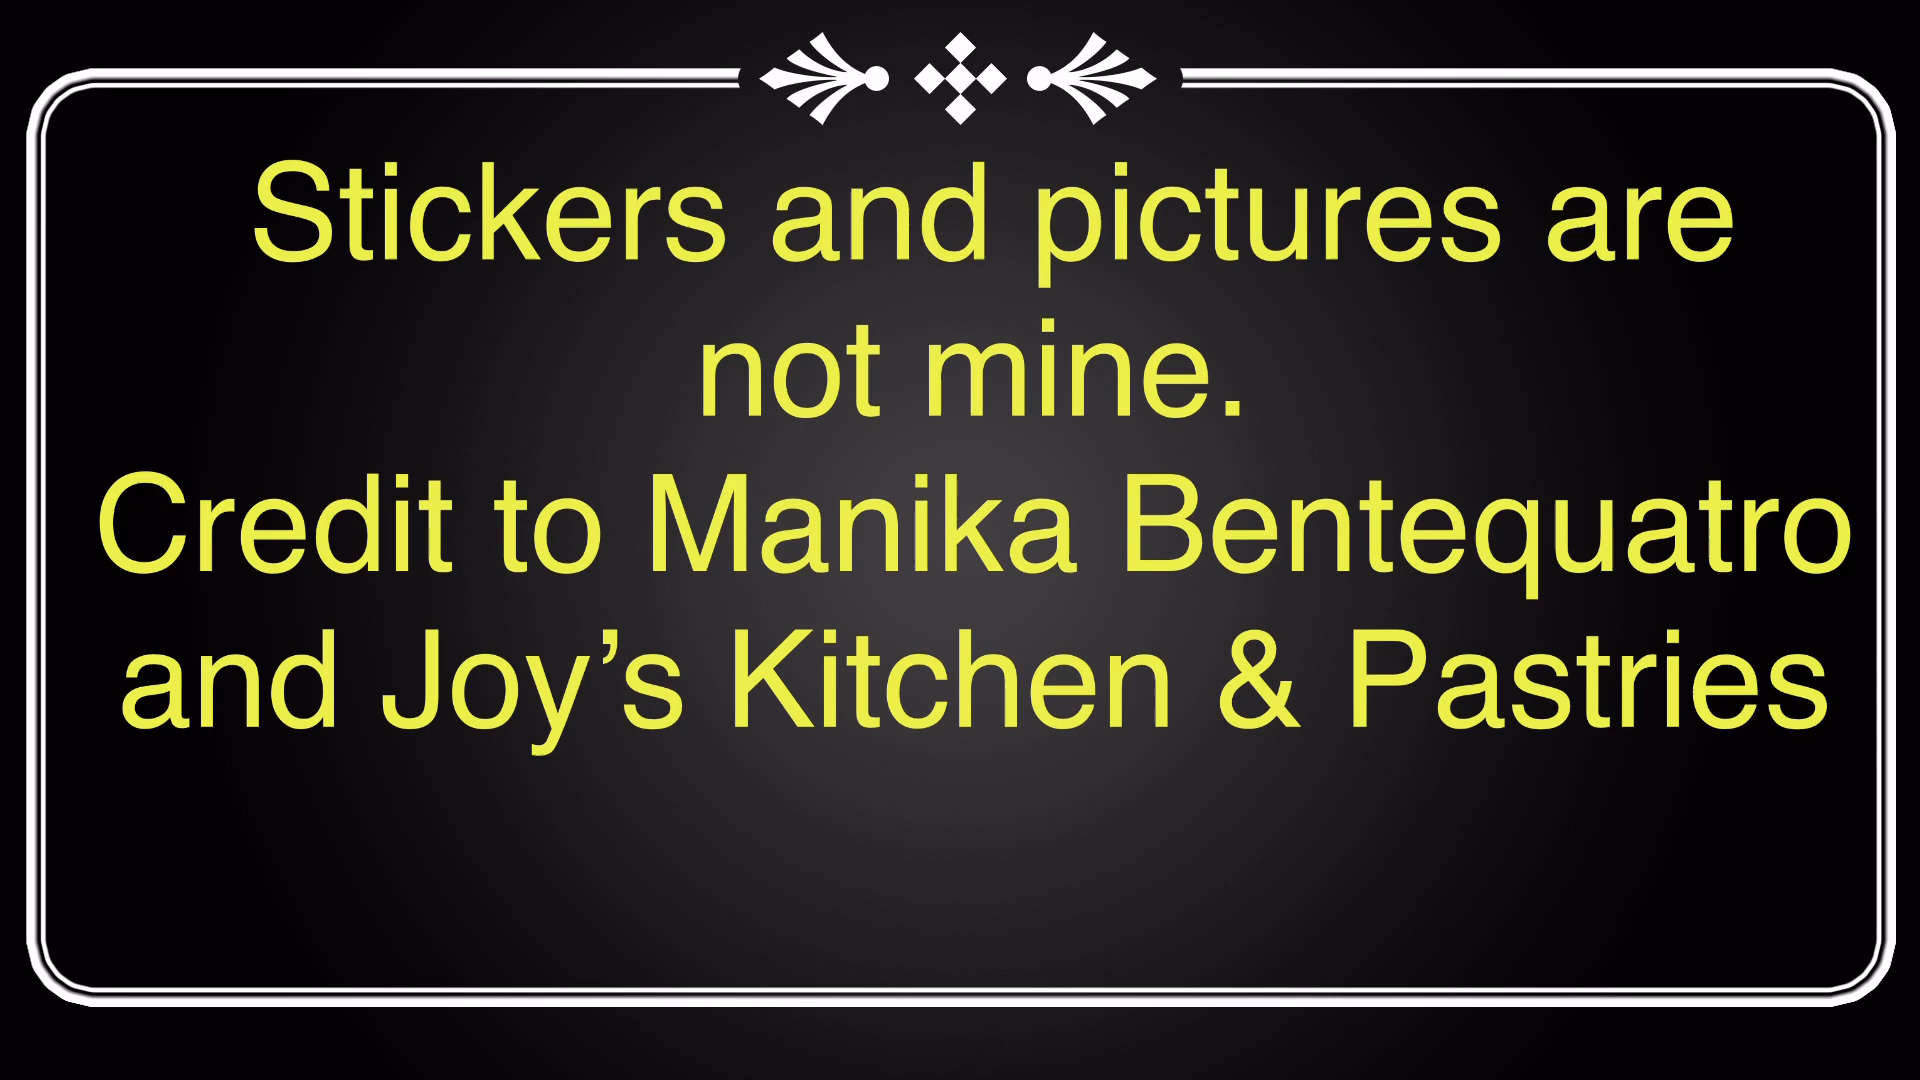 Stickers and pictures are
not mine.
Credit to Manika Bentequatro
and Joy’s Kitchen & Pastries